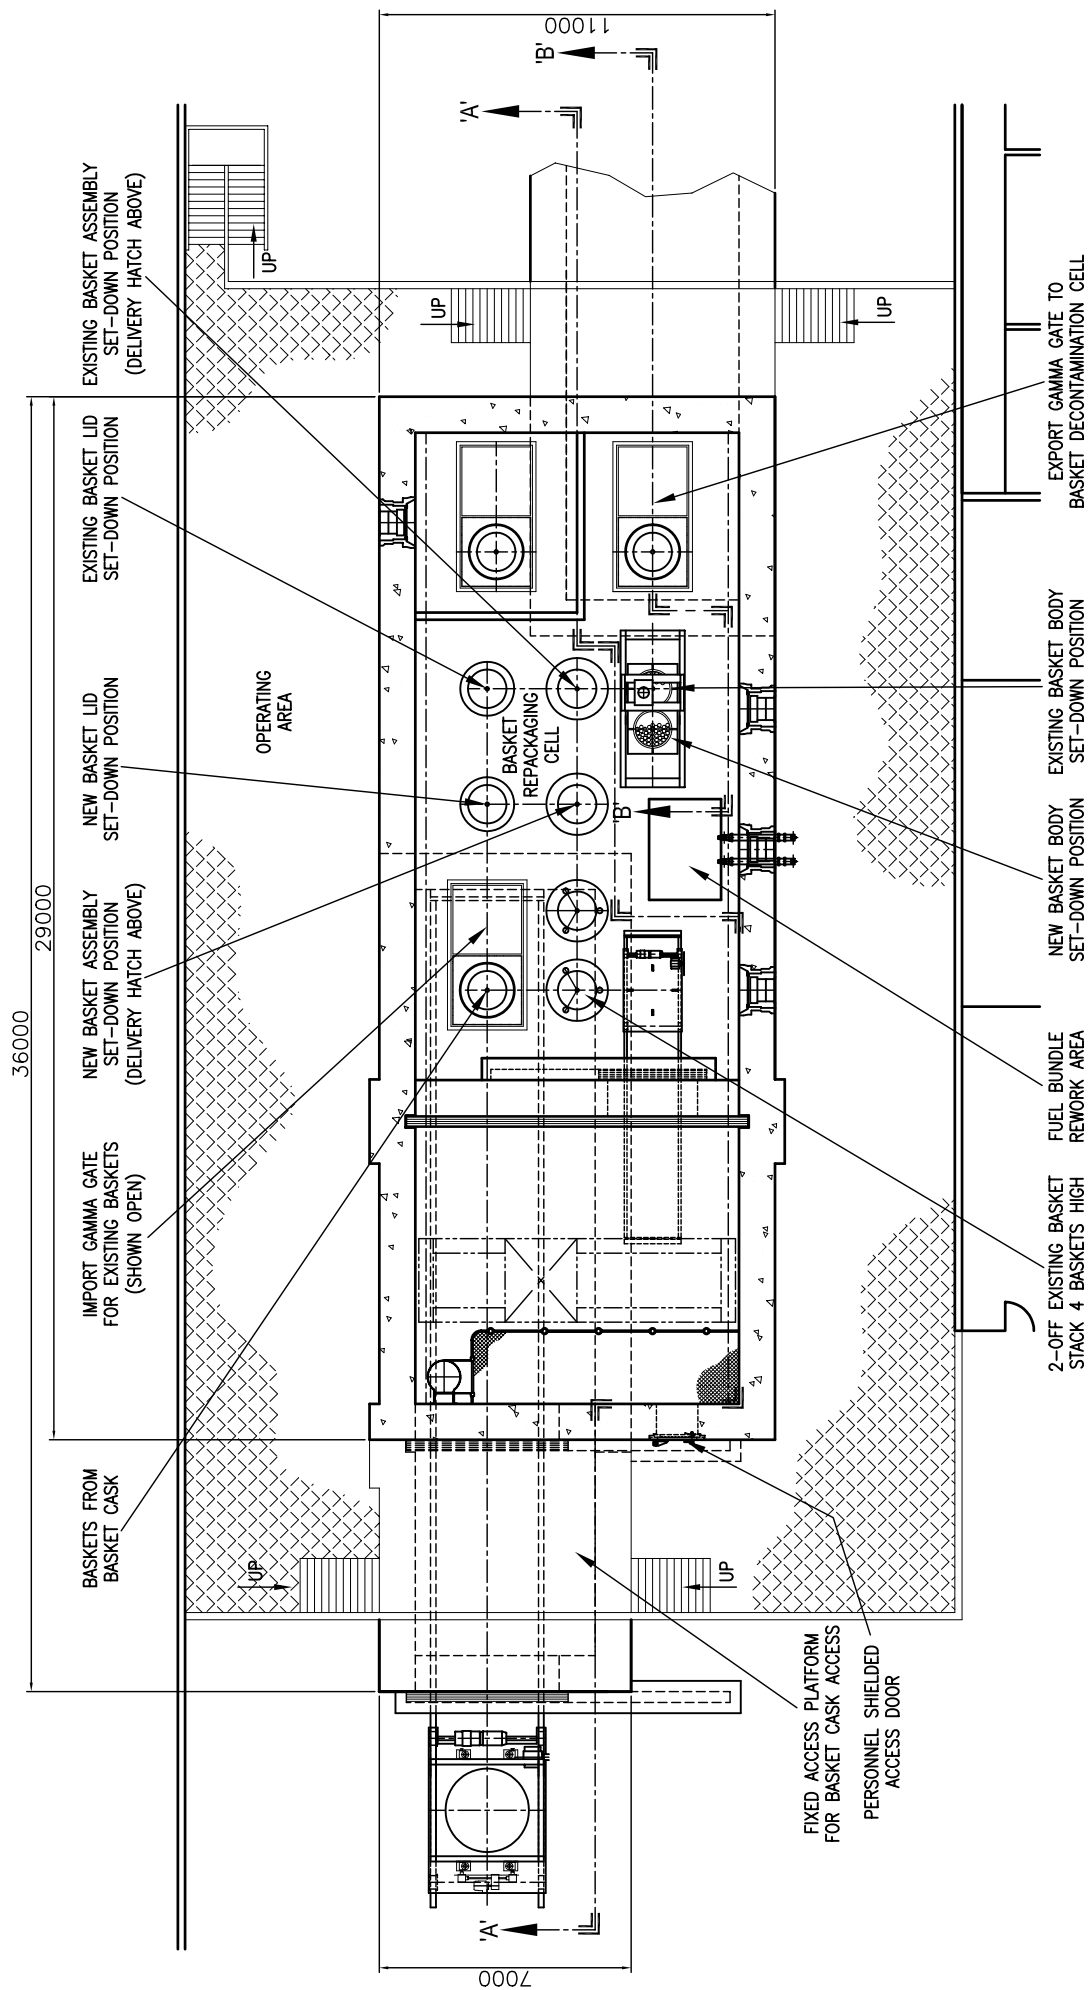 36000
29000
BASKETS FROM
BASKET CASK
IMPORT GAMMA GATE
FOR EXISTING BASKETS
(SHOWN OPEN)
NEW BASKET ASSEMBLY
SET-DOWN POSITION
(DELIVERY HATCH ABOVE)
NEW BASKET LID
SET-DOWN POSITION
EXISTING BASKET LID
SET-DOWN POSITION
EXISTING BASKET ASSEMBLY
SET-DOWN POSITION
(DELIVERY HATCH ABOVE)
UP
UP
OPERATING
AREA
UP
'A'
'A'
7000
11000
'B'
BASKET
REPACKAGING
CELL
'B'
UP
UP
FIXED ACCESS PLATFORM
FOR BASKET CASK ACCESS
PERSONNEL SHIELDED
ACCESS DOOR
2-OFF EXISTING BASKET
STACK 4 BASKETS HIGH
FUEL BUNDLE
REWORK AREA
NEW BASKET BODY
SET-DOWN POSITION
EXISTING BASKET BODY
SET-DOWN POSITION
EXPORT GAMMA GATE TO
BASKET DECONTAMINATION CELL